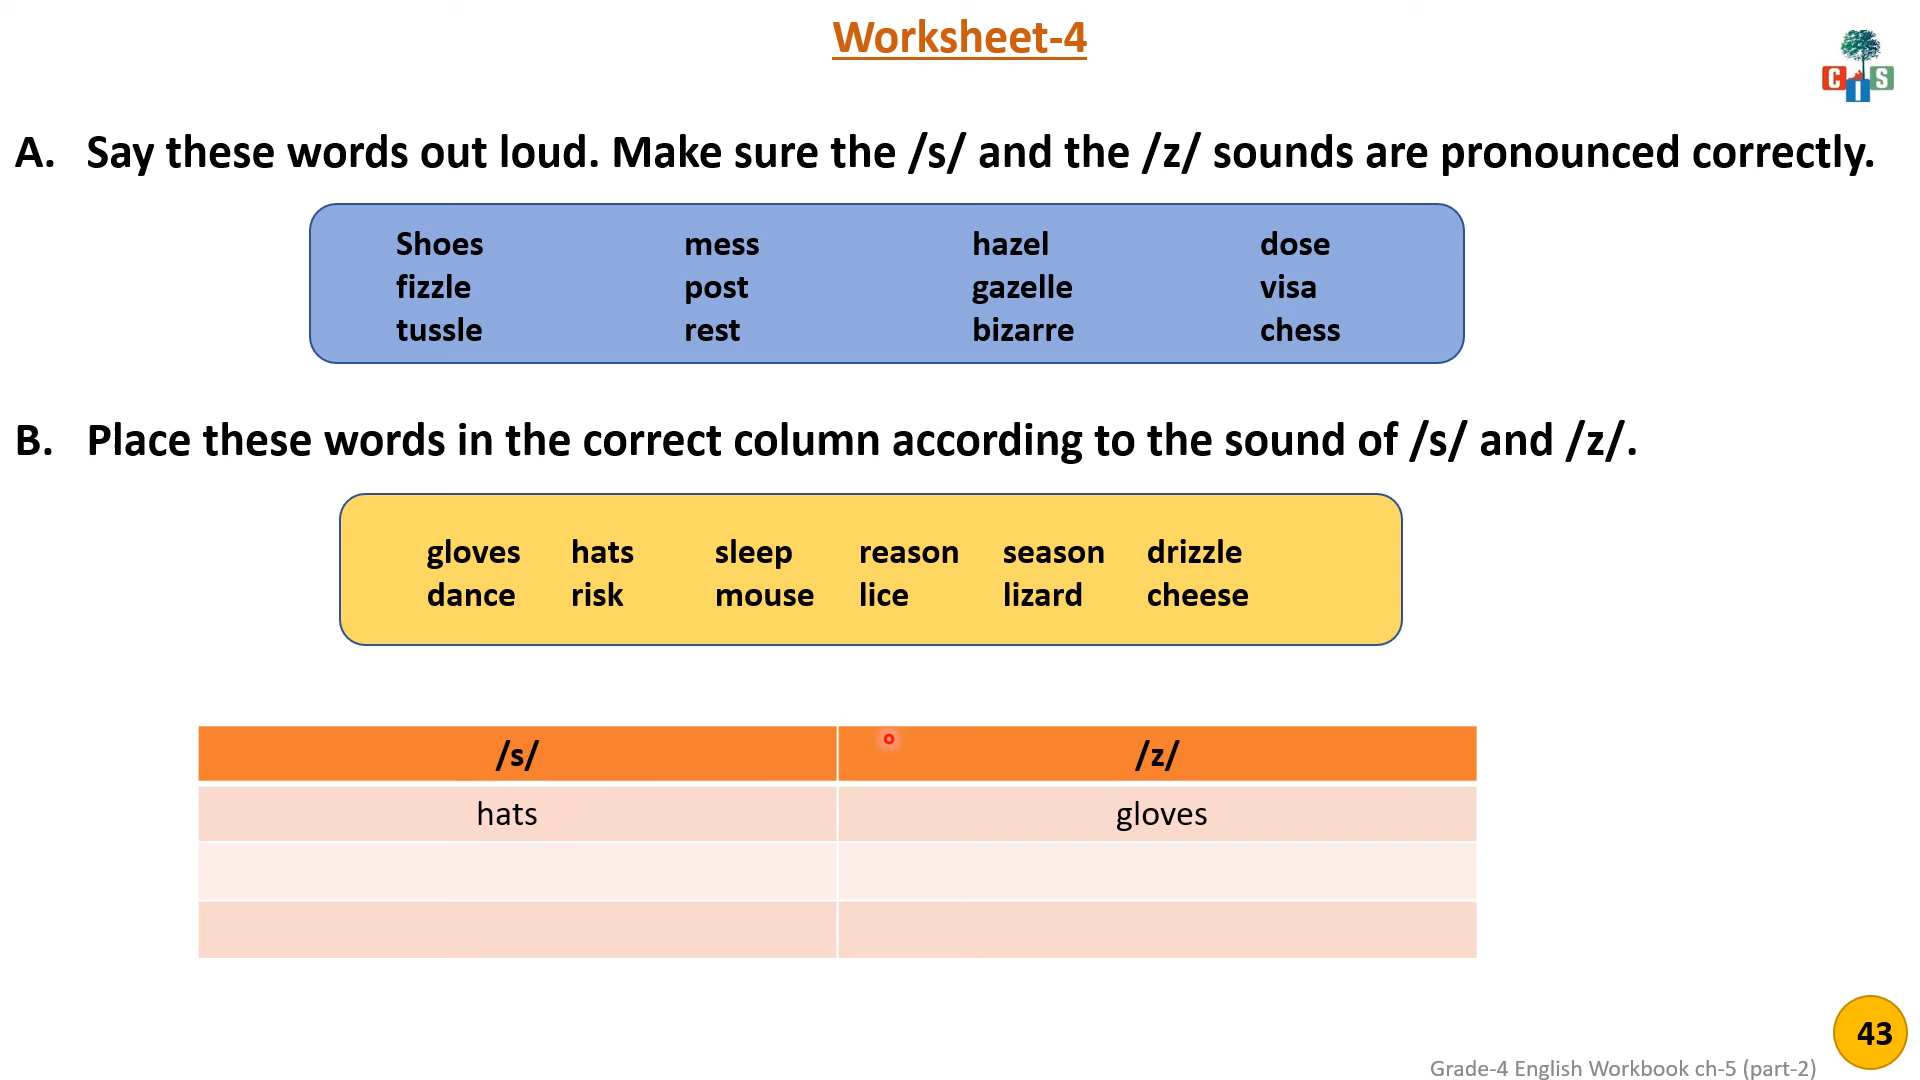 Worksheet-4
C I S
A. Say these words out loud. Make sure the /s/ and the /z/ sounds are pronounced correctly.
Shoes mess hazel dose
fizzle post gazelle visa
tussle rest bizarre chess
B. Place these words in the correct column according to the sound of /s/ and /z/.
gloves hats sleep reason season drizzle
dance risk mouse lice lizard cheese
/s/ /z/
hats gloves
43
Grade-4 English Workbook ch-5 (part-2)